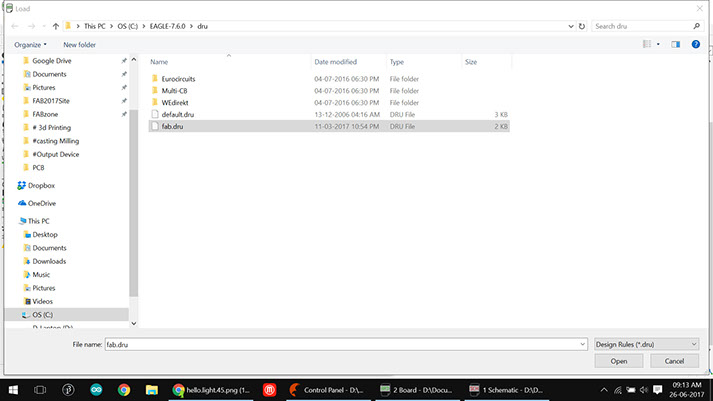 Load
This PC > OS (C:) > EAGLE-7.6.0 > dru
Search dru
Organize
New folder
Name Date modified Type Size
Google Drive
Documents
Pictures
FAB2017Site
FABzone
# 3d Printing
#casting Milling
#Output Device
PCB
Dropbox
OneDrive
This PC
Desktop
Documents
Downloads
Music
Pictures
Videos
OS (C:)
D-Laptop (D:)
Eurocircuits 04-07-2016 06:30 PM File folder
Multi-CB 04-07-2016 06:30 PM File folder
WEdirekt 04-07-2016 06:30 PM File folder
default.dru 13-12-2006 04:16 AM DRU File 3 KB
fab.dru 11-03-2017 10:54 PM DRU File 2 KB
File name: fab.dru
Design Rules (*.dru)
Open
Cancel
hello.light.45.png (1...
Control Panel - D:\...
2 Board - D:\Docu...
1 Schematic - D:\D...
09:13 AM
26-06-2017